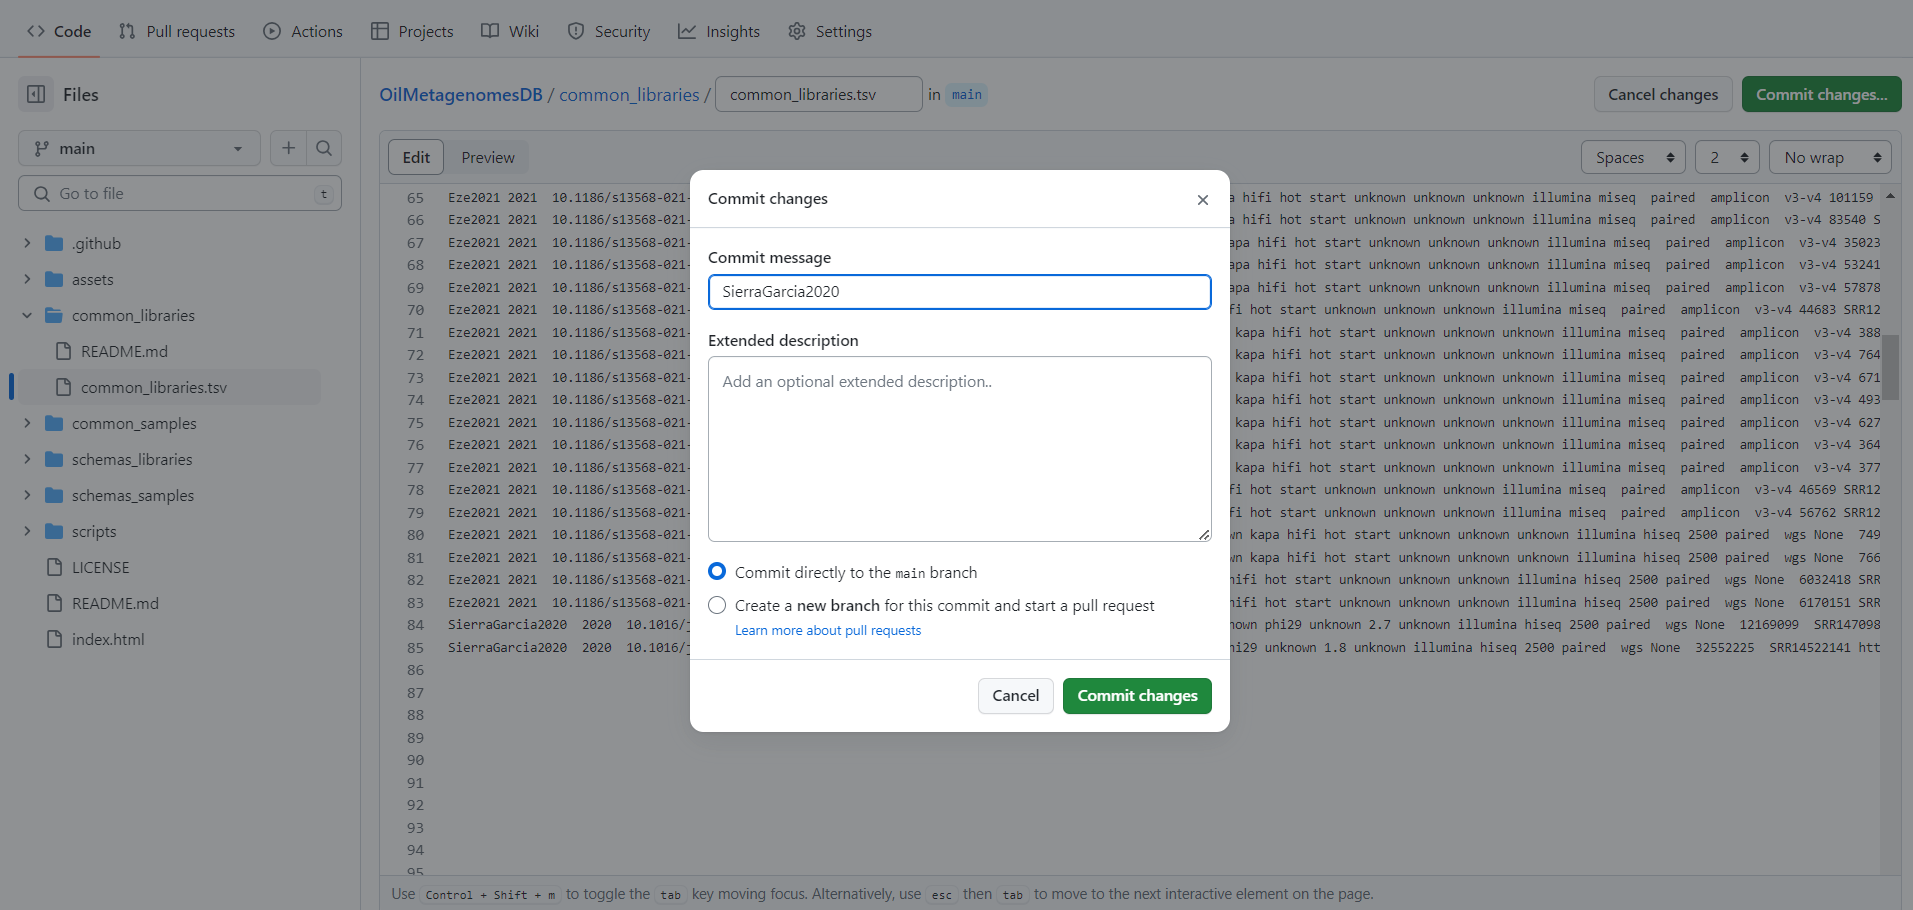 Code Pull requests Actions Projects Wiki Security Insights Settings
Files
main
Go to file t
.github
assets
common_libraries
README.md
common_libraries.tsv
common_samples
schemas_libraries
schemas_samples
scripts
LICENSE
README.md
index.html
OilMetagenomesDB / common_libraries / common_libraries.tsv in main
Cancel changes Commit changes...
Edit Preview
Spaces 2 No wrap
65 Eze2021 2021 10.1186/s13568-021- a hifi hot start unknown unknown unknown illumina miseq paired amplicon v3-v4 101159
66 Eze2021 2021 10.1186/s13568-021- a hifi hot start unknown unknown unknown illumina miseq paired amplicon v3-v4 83540 S
67 Eze2021 2021 10.1186/s13568-021- apa hifi hot start unknown unknown unknown illumina miseq paired amplicon v3-v4 35023
68 Eze2021 2021 10.1186/s13568-021- apa hifi hot start unknown unknown unknown illumina miseq paired amplicon v3-v4 53241
69 Eze2021 2021 10.1186/s13568-021- apa hifi hot start unknown unknown unknown illumina miseq paired amplicon v3-v4 57878
70 Eze2021 2021 10.1186/s13568-021- fi hot start unknown unknown unknown illumina miseq paired amplicon v3-v4 44683 SRR12
71 Eze2021 2021 10.1186/s13568-021- kapa hifi hot start unknown unknown unknown illumina miseq paired amplicon v3-v4 388
72 Eze2021 2021 10.1186/s13568-021- kapa hifi hot start unknown unknown unknown illumina miseq paired amplicon v3-v4 764
73 Eze2021 2021 10.1186/s13568-021- kapa hifi hot start unknown unknown unknown illumina miseq paired amplicon v3-v4 671
74 Eze2021 2021 10.1186/s13568-021- kapa hifi hot start unknown unknown unknown illumina miseq paired amplicon v3-v4 493
75 Eze2021 2021 10.1186/s13568-021- kapa hifi hot start unknown unknown unknown illumina miseq paired amplicon v3-v4 627
76 Eze2021 2021 10.1186/s13568-021- kapa hifi hot start unknown unknown unknown illumina miseq paired amplicon v3-v4 364
77 Eze2021 2021 10.1186/s13568-021- kapa hifi hot start unknown unknown unknown illumina miseq paired amplicon v3-v4 377
78 Eze2021 2021 10.1186/s13568-021- fi hot start unknown unknown unknown illumina miseq paired amplicon v3-v4 46569 SRR12
79 Eze2021 2021 10.1186/s13568-021- fi hot start unknown unknown unknown illumina miseq paired amplicon v3-v4 56762 SRR12
80 Eze2021 2021 10.1186/s13568-021- wn kapa hifi hot start unknown unknown unknown illumina hiseq 2500 paired wgs None 749
81 Eze2021 2021 10.1186/s13568-021- wn kapa hifi hot start unknown unknown unknown illumina hiseq 2500 paired wgs None 766
82 Eze2021 2021 10.1186/s13568-021- hifi hot start unknown unknown unknown illumina hiseq 2500 paired wgs None 6032418 SRR
83 Eze2021 2021 10.1186/s13568-021- hifi hot start unknown unknown unknown illumina hiseq 2500 paired wgs None 6170151 SRR
84 SierraGarcia2020 2020 10.1016/j nown phi29 unknown 2.7 unknown illumina hiseq 2500 paired wgs None 12169099 SRR147098
85 SierraGarcia2020 2020 10.1016/j hi29 unknown 1.8 unknown illumina hiseq 2500 paired wgs None 32552225 SRR14522141 htt
86
87
88
89
90
91
92
93
94
95
Commit changes
Commit message
SierraGarcia2020
Extended description
Add an optional extended description..
Commit directly to the main branch
Create a new branch for this commit and start a pull request
Learn more about pull requests
Cancel Commit changes
Use Control + Shift + m to toggle the tab key moving focus. Alternatively, use esc then tab to move to the next interactive element on the page.